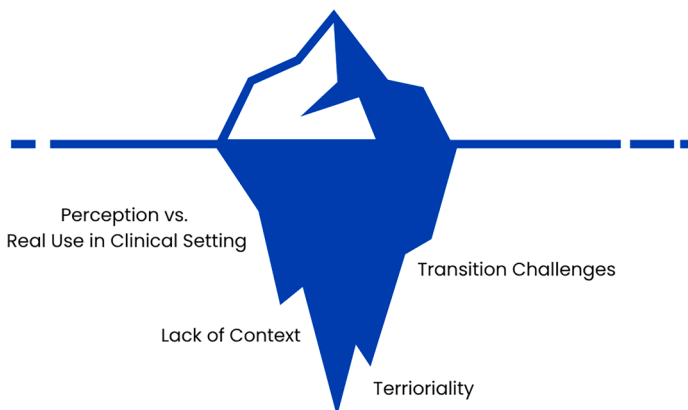 Perception vs.
Real Use in Clinical Setting
Transition Challenges
Lack of Context
Terrioriality